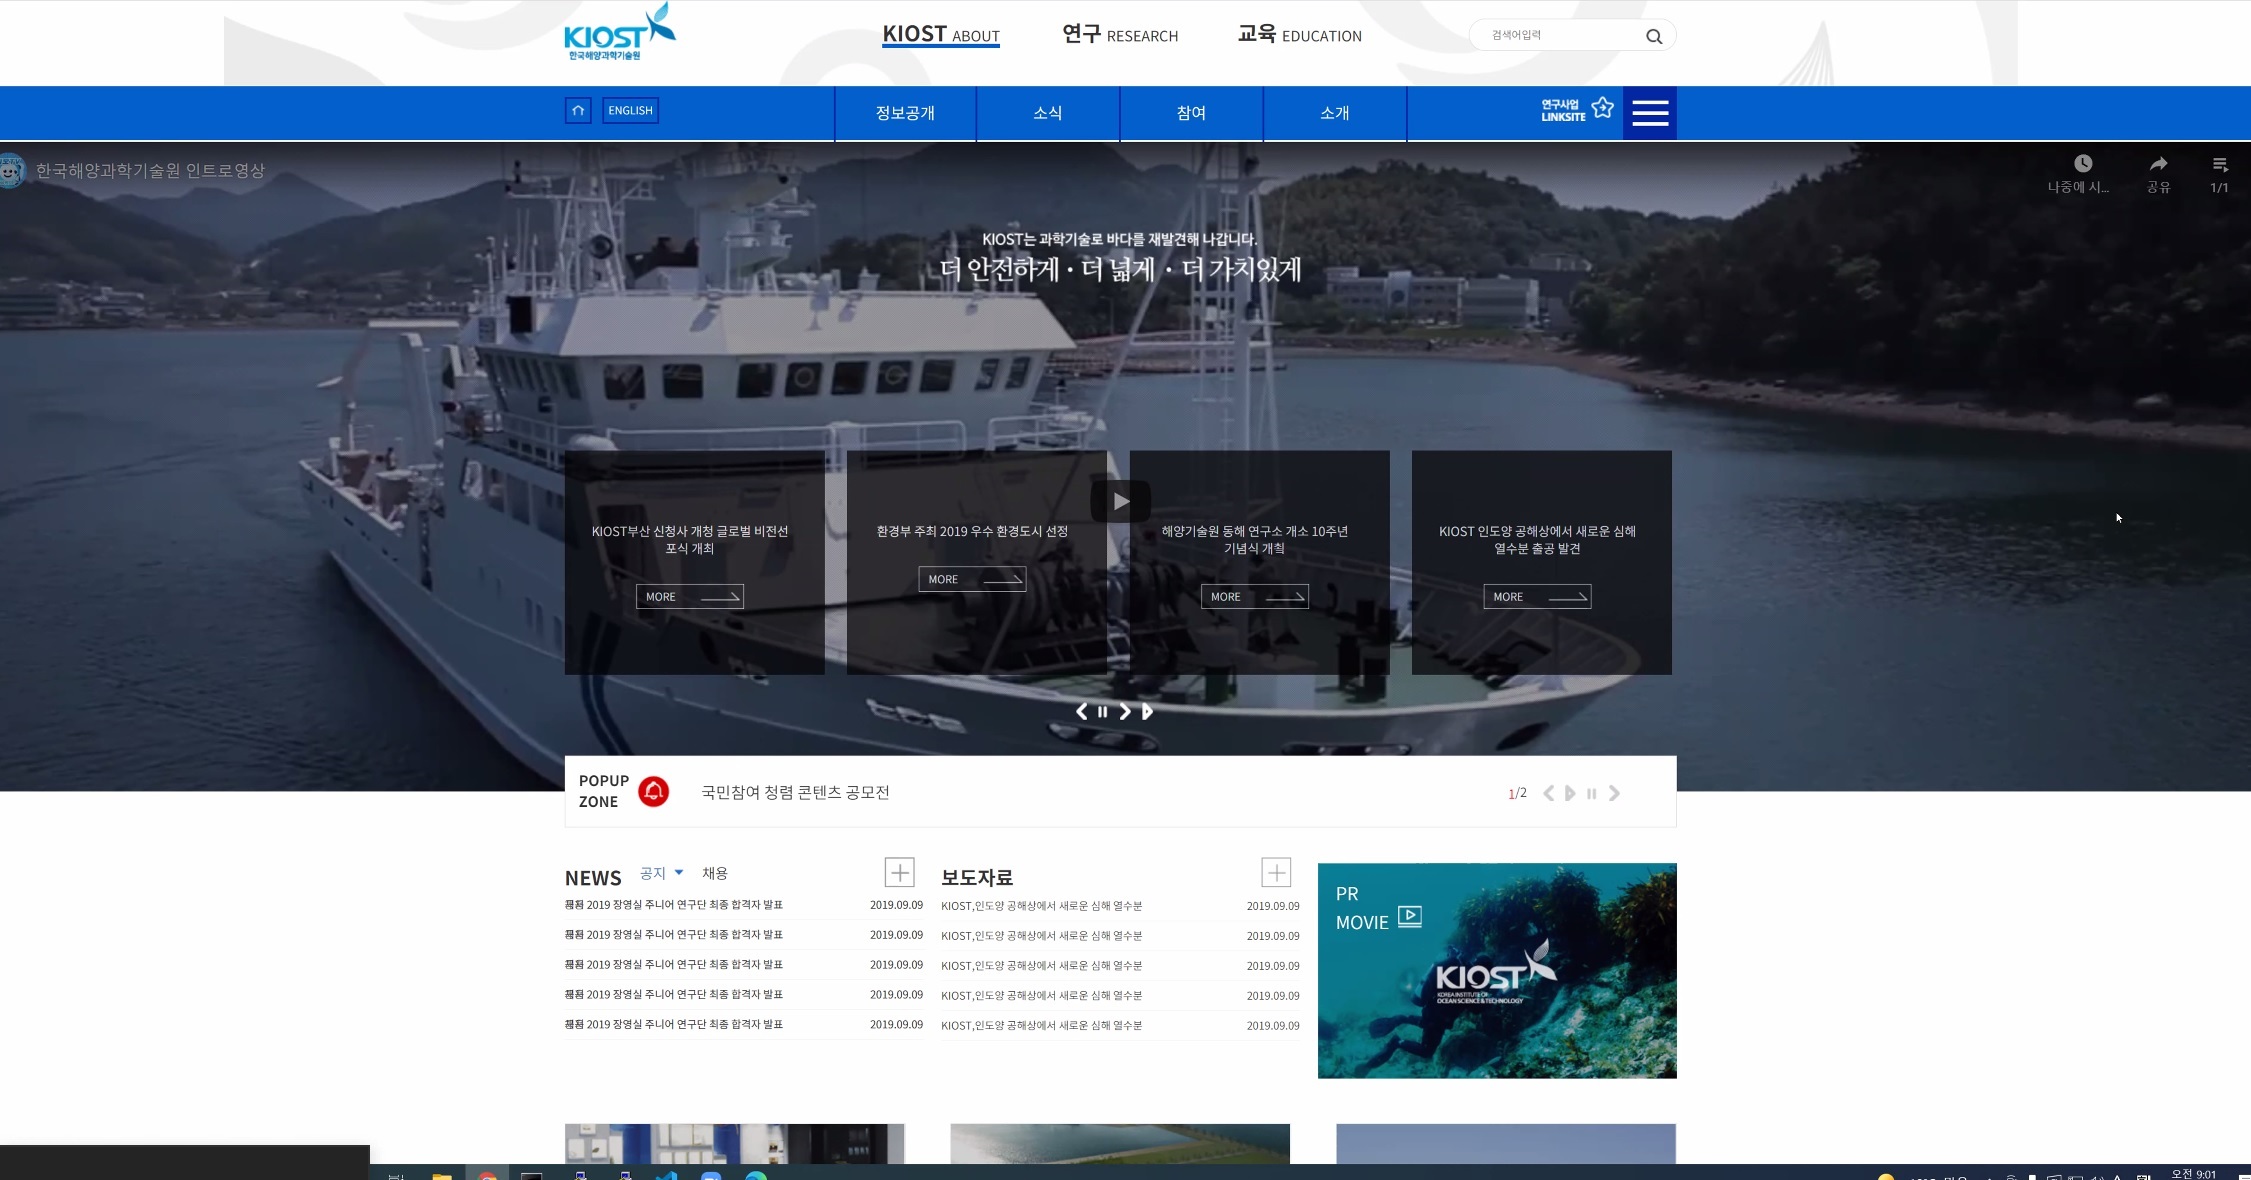 KIOST
한국해양과학기술원
KIOST ABOUT
연구 RESEARCH
교육 EDUCATION
검색어입력
ENGLISH
정보공개
소식
참여
소개
연구사업
LINKSITE
한국해양과학기술원 인트로영상
나중에 시...
공유
1/1
KIOST는 과학기술로 바다를 재발견해 나갑니다.
더 안전하게 · 더 넓게 · 더 가치있게
KIOST부산 신청사 개청 글로벌 비전선
포식 개최
MORE
환경부 주최 2019 우수 환경도시 선정
MORE
해양기술원 동해 연구소 개소 10주년
기념식 개최
MORE
KIOST 인도양 공해상에서 새로운 심해
열수분 출공 발견
MORE
POPUP
ZONE
국민참여 청렴 콘텐츠 공모전
1/2
NEWS 공지 채용
2019 장영실 주니어 연구단 최종 합격자 발표 2019.09.09
2019 장영실 주니어 연구단 최종 합격자 발표 2019.09.09
2019 장영실 주니어 연구단 최종 합격자 발표 2019.09.09
2019 장영실 주니어 연구단 최종 합격자 발표 2019.09.09
2019 장영실 주니어 연구단 최종 합격자 발표 2019.09.09
보도자료
KIOST,인도양 공해상에서 새로운 심해 열수분 2019.09.09
KIOST,인도양 공해상에서 새로운 심해 열수분 2019.09.09
KIOST,인도양 공해상에서 새로운 심해 열수분 2019.09.09
KIOST,인도양 공해상에서 새로운 심해 열수분 2019.09.09
KIOST,인도양 공해상에서 새로운 심해 열수분 2019.09.09
PR
MOVIE
KIOST
KOREA INSTITUTE OF
OCEAN SCIENCE & TECHNOLOGY
오전 9:01